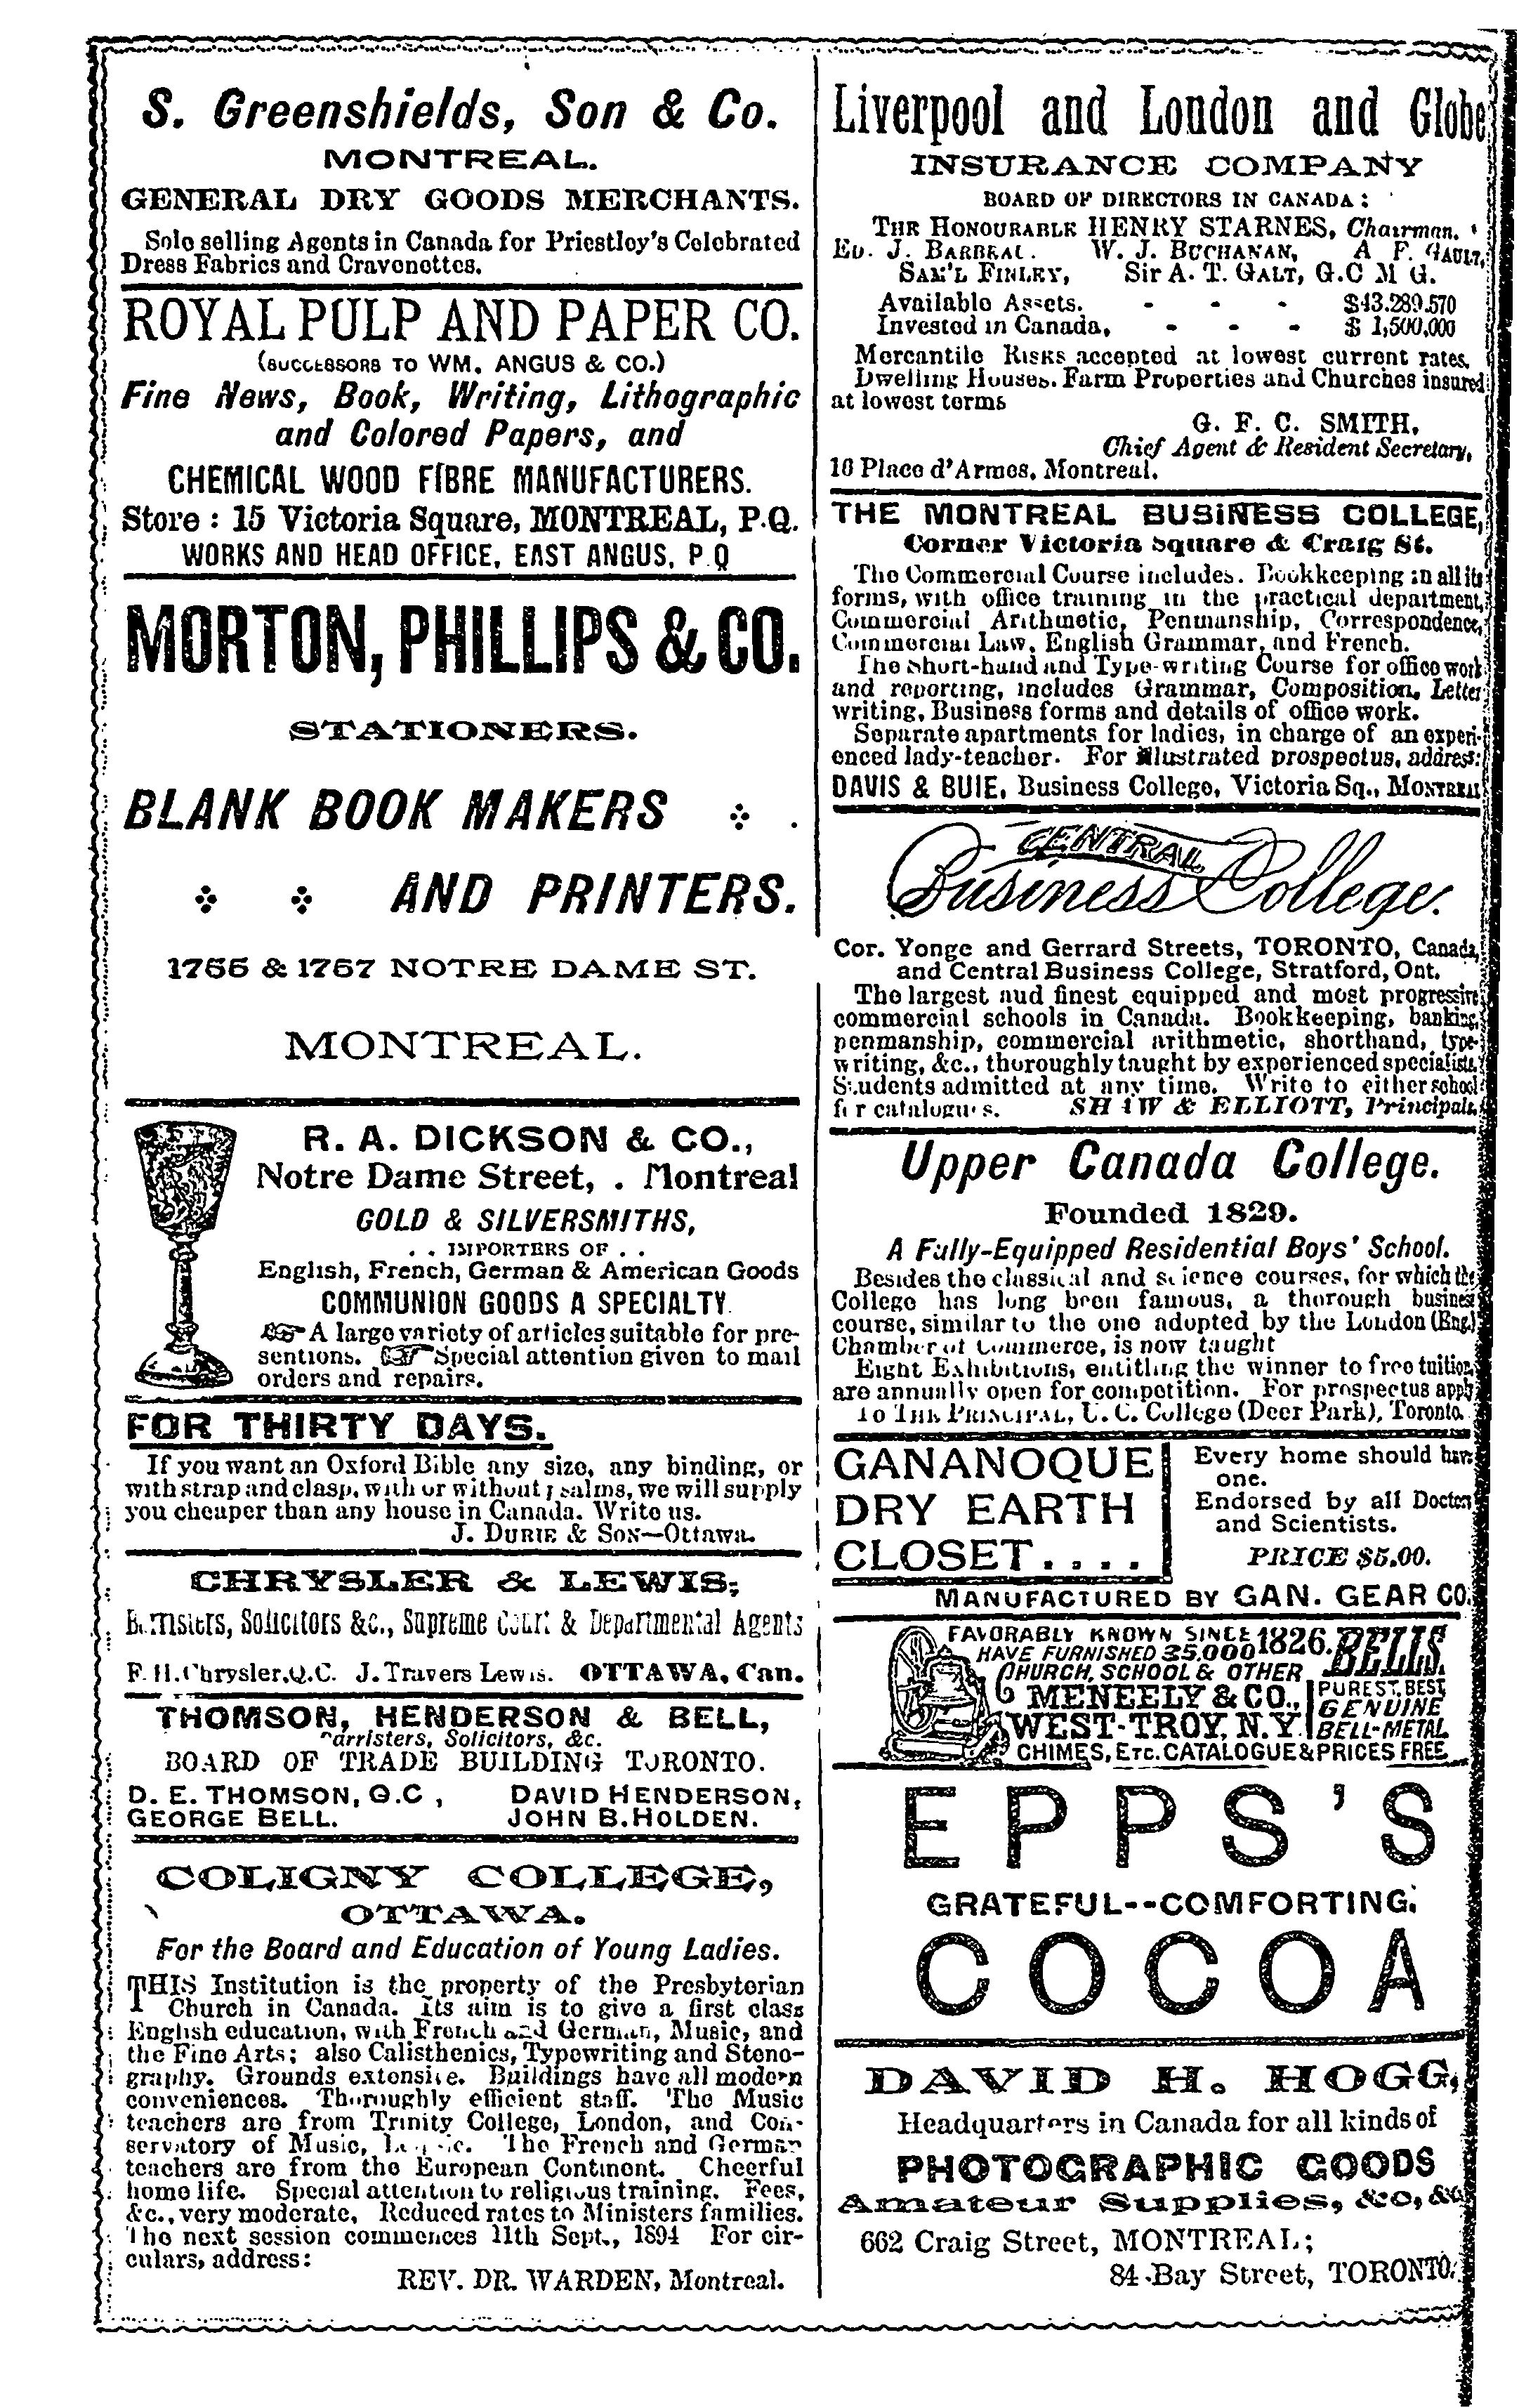 S. Greenshields, Son & Co.
MONTREAL.
GENERAL DRY GOODS MERCHANTS.
Sole selling Agents in Canada for Priestley's Celebrated
Dress Fabrics and Cravenettes.
ROYAL PULP AND PAPER CO.
(SUCCESSORS TO WM. ANGUS & CO.)
Fine News, Book, Writing, Lithographic
and Colored Papers, and
CHEMICAL WOOD FIBRE MANUFACTURERS.
Store : 15 Victoria Square, MONTREAL, P.Q.
WORKS AND HEAD OFFICE, EAST ANGUS, P.Q
MORTON, PHILLIPS & CO.
STATIONERS.
BLANK BOOK MAKERS
AND PRINTERS.
1755 & 1757 NOTRE DAME ST.
MONTREAL.
R. A. DICKSON & CO.,
Notre Dame Street, . Montreal
GOLD & SILVERSMITHS,
. . IMPORTERS OF . .
English, French, German & American Goods
COMMUNION GOODS A SPECIALTY
A large variety of articles suitable for pre-
sentions. Special attention given to mail
orders and repairs.
FOR THIRTY DAYS.
If you want an Oxford Bible any size, any binding, or
with strap and clasp, with or without psalms, we will supply
you cheaper than any house in Canada. Write us.
J. DURIE & SON—Ottawa.
CHRYSLER & LEWIS,
Barristers, Solicitors &c., Supreme Court & Departmental Agents
F. H. Chrysler, Q.C. J. Travers Lewis. OTTAWA, Can.
THOMSON, HENDERSON & BELL,
Barristers, Solicitors, &c.
BOARD OF TRADE BUILDING TORONTO.
D. E. THOMSON, Q.C , DAVID HENDERSON,
GEORGE BELL. JOHN B. HOLDEN.
COLIGNY COLLEGE,
OTTAWA.
For the Board and Education of Young Ladies.
THIS Institution is the property of the Presbyterian
Church in Canada. Its aim is to give a first class
English education, with French and German, Music, and
the Fine Arts; also Calisthenics, Typewriting and Steno-
graphy. Grounds extensive. Buildings have all modern
conveniences. Thoroughly efficient staff. The Music
teachers are from Trinity College, London, and Con-
servatory of Music, The French and German
teachers are from the European Continent. Cheerful
home life. Special attention to religious training. Fees,
&c., very moderate, Reduced rates to Ministers families.
The next session commences 11th Sept., 1894 For cir-
culars, address:
REV. DR. WARDEN, Montreal.
Liverpool and London and Globe
INSURANCE COMPANY
BOARD OF DIRECTORS IN CANADA:
THE HONOURABLE HENRY STARNES, Chairman.
ED. J. BARBEAU. W. J. BUCHANAN, A F. GAULT,
SAM'L FINLEY, Sir A. T. GALT, G.C M G.
Available Assets. - - - $43.289.570
Invested in Canada, - - - $ 1,500,000
Mercantile Risks accepted at lowest current rates.
Dwelling Houses. Farm Properties and Churches insured
at lowest terms
G. F. C. SMITH,
Chief Agent & Resident Secretary,
16 Place d'Armes, Montreal.
THE MONTREAL BUSINESS COLLEGE,
Corner Victoria Square & Craig St.
The Commercial Course includes. Bookkeeping in all its
forms, with office training in the practical department,
Commercial Arithmetic, Penmanship, Correspondence,
Commercial Law, English Grammar, and French.
The short-hand and Type-writing Course for office work
and reporting, includes Grammar, Composition, Letter
writing, Business forms and details of office work.
Separate apartments for ladies, in charge of an experi-
enced lady-teacher. For illustrated prospectus, address:
DAVIS & BUIE, Business College, Victoria Sq., MONTREAL
CENTRAL
Business College.
Cor. Yonge and Gerrard Streets, TORONTO, Canada,
and Central Business College, Stratford, Ont.
The largest and finest equipped and most progressive
commercial schools in Canada. Bookkeeping, banking,
penmanship, commercial arithmetic, shorthand, type-
writing, &c., thoroughly taught by experienced specialists.
Students admitted at any time. Write to either school
for catalogues. SHAW & ELLIOTT, Principals.
Upper Canada College.
Founded 1829.
A Fully-Equipped Residential Boys' School.
Besides the classical and science courses, for which the
College has long been famous, a thorough business
course, similar to the one adopted by the London (Eng.)
Chamber of Commerce, is now taught
Eight Exhibitions, entitling the winner to free tuition,
are annually open for competition. For prospectus apply
To THE PRINCIPAL, U. C. College (Deer Park), Toronto.
GANANOQUE
DRY EARTH
CLOSET....
Every home should have
one.
Endorsed by all Doctors
and Scientists.
PRICE $5.00.
MANUFACTURED BY GAN. GEAR CO.
FAVORABLY KNOWN SINCE 1826. BELLS.
HAVE FURNISHED 35.000
CHURCH, SCHOOL & OTHER
MENEELY & CO., PUREST, BEST,
GENUINE
WEST-TROY, N.Y. BELL-METAL
CHIMES, ETC. CATALOGUE & PRICES FREE.
EPPS'S
GRATEFUL--COMFORTING.
COCOA
DAVID H. HOGG,
Headquarters in Canada for all kinds of
PHOTOGRAPHIC GOODS
Amateur Supplies, &c, &c
662 Craig Street, MONTREAL;
84 Bay Street, TORONTO.